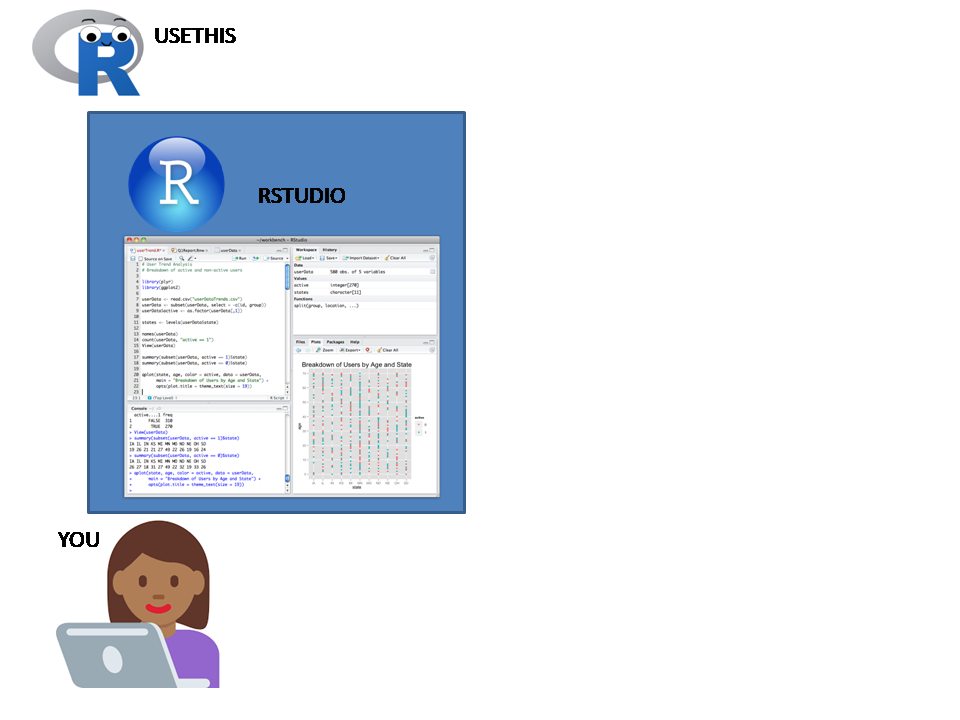 R
USETHIS
R
RSTUDIO
~/workbench - RStudio
userTrend.R*
Q1Report.Rnw
userData
Source on Save
Run
Source
1 # User Trend Analysis
2 # Breakdown of active and non-active users
3
4 library(plyr)
5 library(ggplot2)
6
7 userData <- read.csv("userDataTrends.csv")
8 userData <- subset(userData, select = -c(id, group))
9 userData$active <- as.factor(userData[,1])
10
11 states <- levels(userData$state)
12
13 names(userData)
14 count(userData, "active == 1")
15 View(userData)
16
17 summary(subset(userData, active == 1)$state)
18 summary(subset(userData, active == 0)$state)
19
20 qplot(state, age, color = active, data = userData,
21 main = "Breakdown of Users by Age and State") +
22 opts(plot.title = theme_text(size = 19))
23
23:1
(Top Level)
R Script
Console
active...1 freq
1 FALSE 310
2 TRUE 270
> View(userData)
> summary(subset(userData, active == 1)$state)
IA IL IN KS MI MN MO ND NE OH SD
19 26 21 21 27 49 22 26 19 16 24
> summary(subset(userData, active == 0)$state)
IA IL IN KS MI MN MO ND NE OH SD
26 27 18 31 27 49 22 32 19 33 26
> qplot(state, age, color = active, data = userData,
+ main = "Breakdown of Users by Age and State") +
+ opts(plot.title = theme_text(size = 19))
>
Workspace
History
Load
Save
Import Dataset
Clear All
Data
userData 580 obs. of 5 variables
Values
active integer[270]
states character[11]
Functions
split(group, location, ...)
Files
Plots
Packages
Help
Zoom
Export
Clear All
Breakdown of Users by Age and State
age
state
active
0
1
YOU